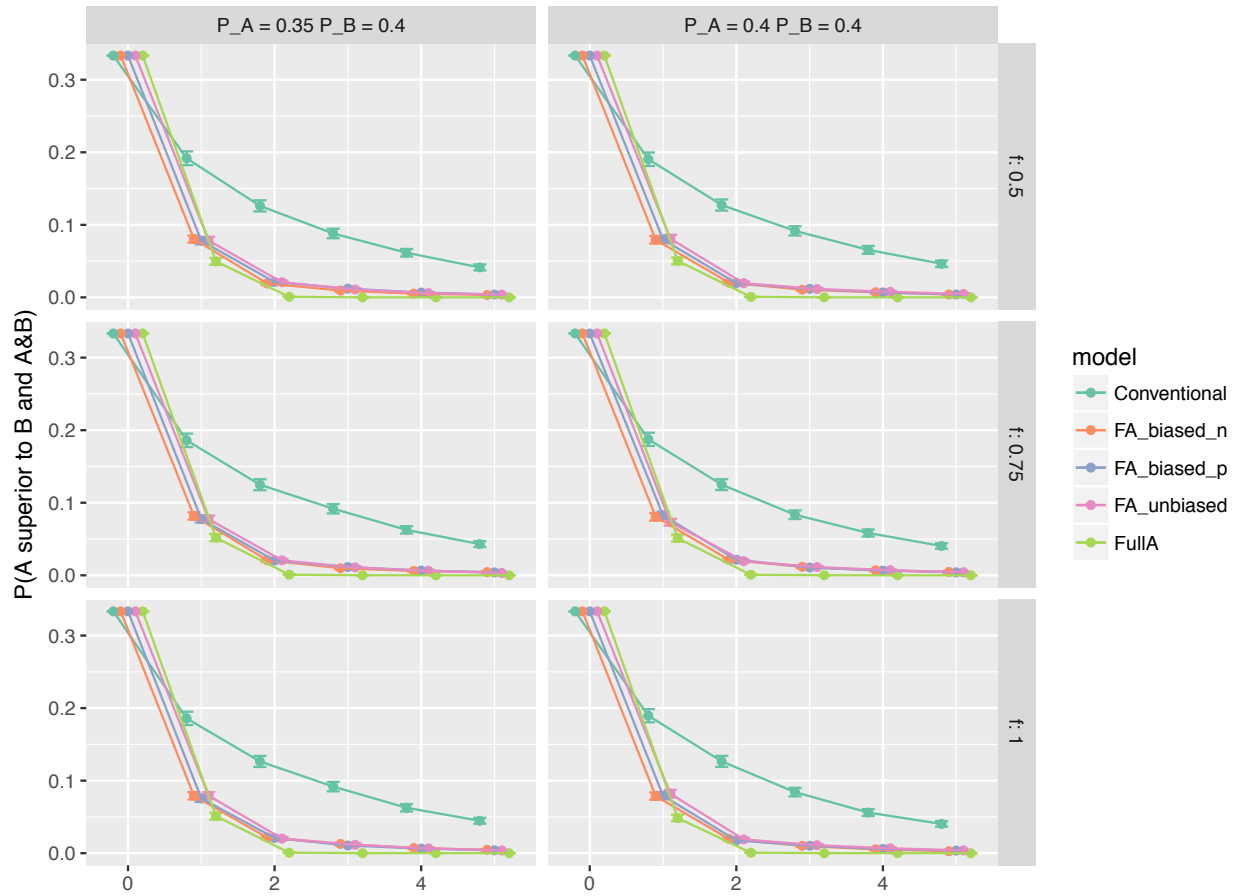 P_A = 0.35 P_B = 0.4
P_A = 0.4 P_B = 0.4
0.3
0.2
0.1
0.0
f: 0.5
0.3
0.2
0.1
0.0
f: 0.75
0.3
0.2
0.1
0.0
f: 1
0
2
4
0
2
4
P(A superior to B and A&B)
model
Conventional
FA_biased_n
FA_biased_p
FA_unbiased
FullA